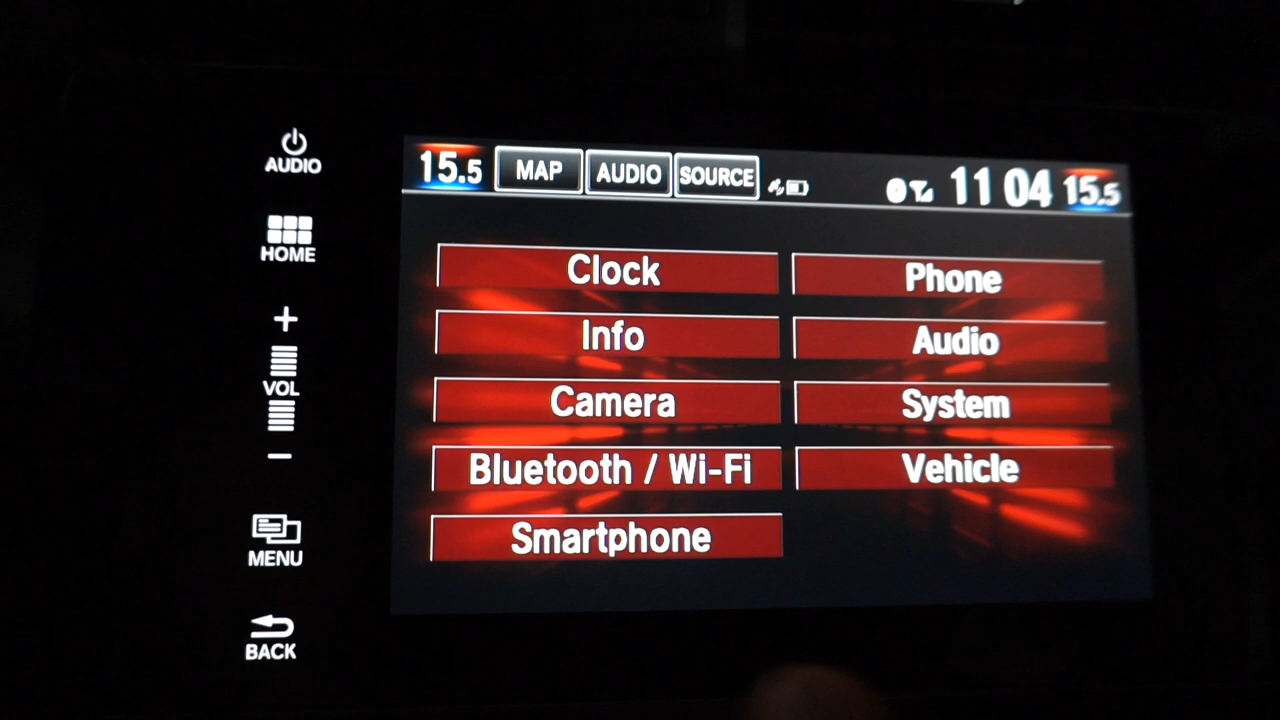 AUDIO
HOME
+
VOL
−
MENU
BACK
15.5 MAP AUDIO SOURCE 11 04 15.5
Clock Phone
Info Audio
Camera System
Bluetooth / Wi-Fi Vehicle
Smartphone